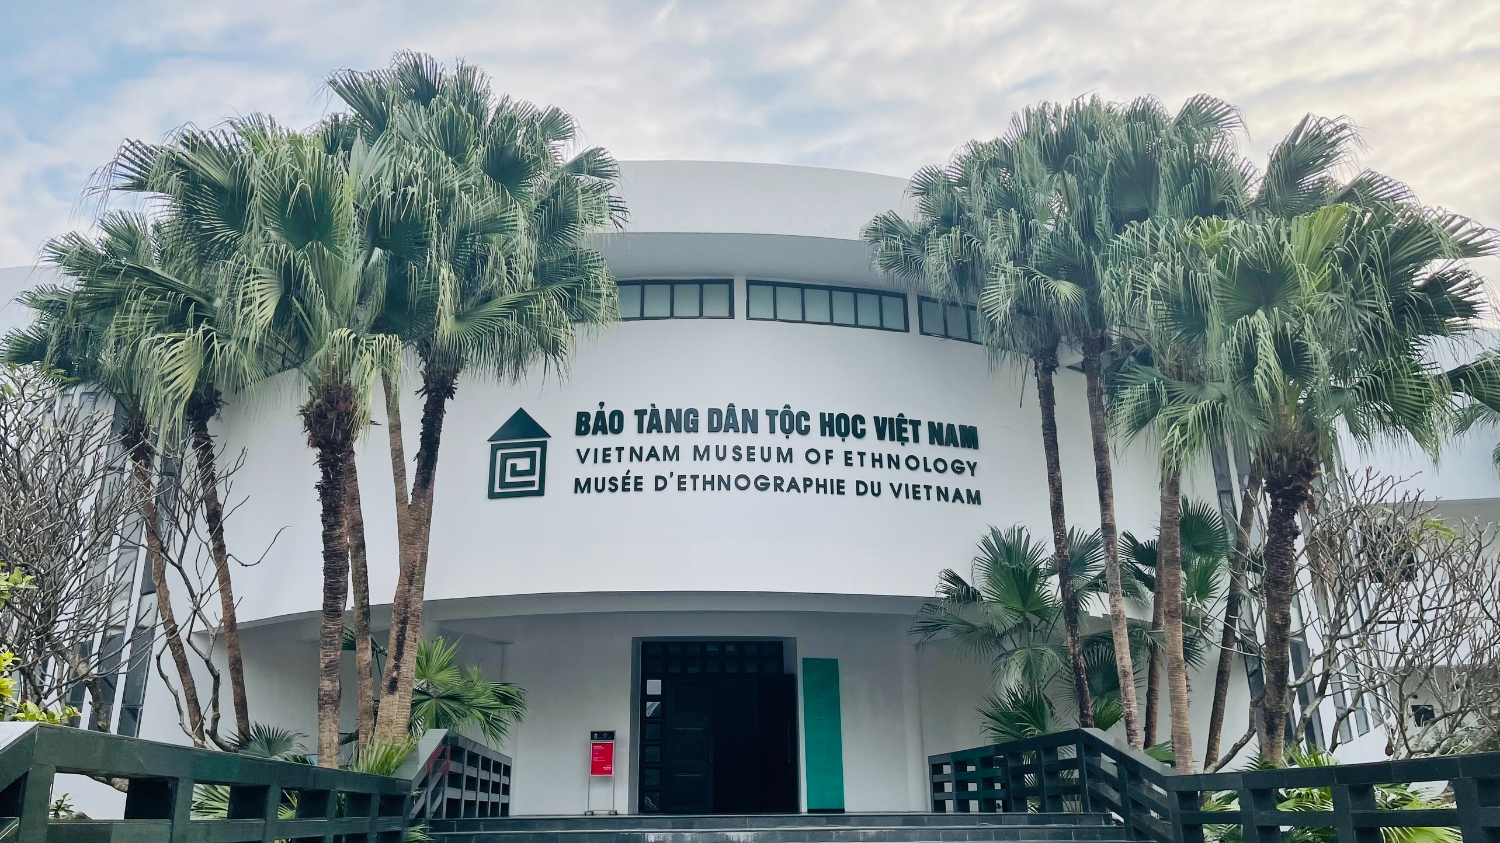 BẢO TÀNG DÂN TỘC HỌC VIỆT NAM
VIETNAM MUSEUM OF ETHNOLOGY
MUSÉE D'ETHNOGRAPHIE DU VIETNAM